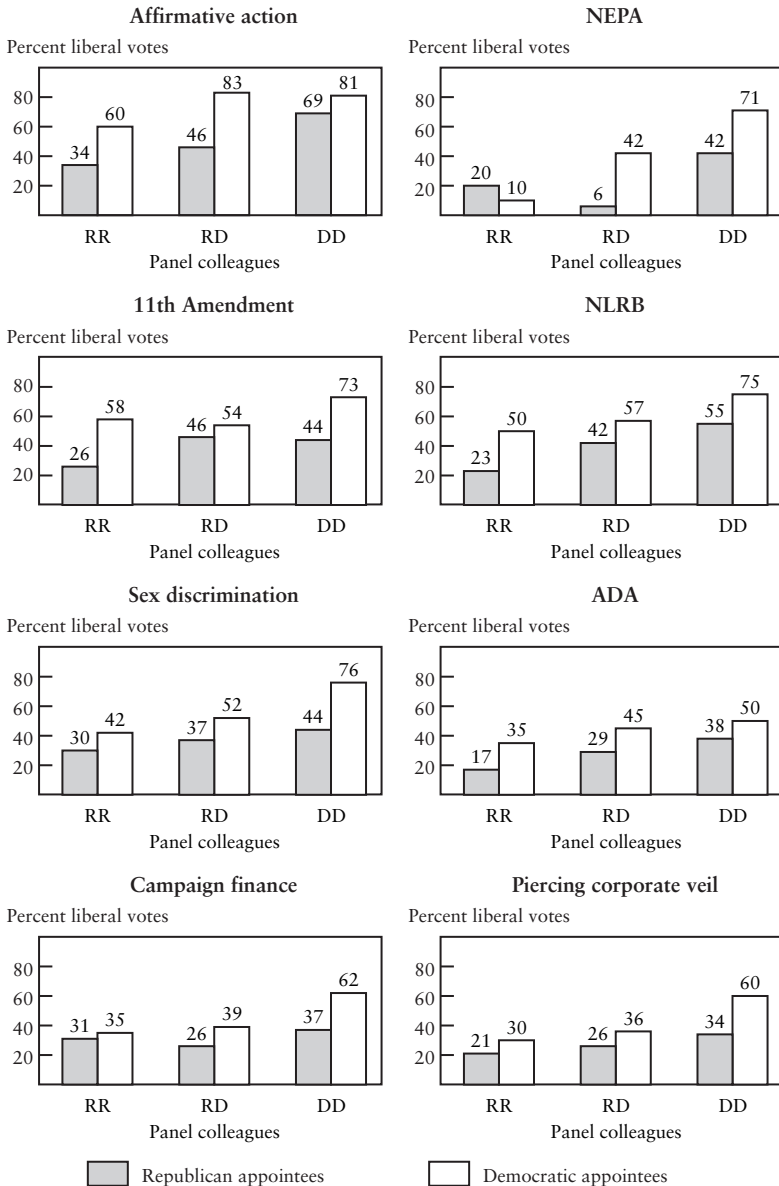 Affirmative action
Percent liberal votes
80
60
40
20
34
60
46
83
69
81
RR
RD
DD
Panel colleagues
NEPA
Percent liberal votes
80
60
40
20
20
10
6
42
42
71
RR
RD
DD
Panel colleagues
11th Amendment
Percent liberal votes
80
60
40
20
26
58
46
54
44
73
RR
RD
DD
Panel colleagues
NLRB
Percent liberal votes
80
60
40
20
23
50
42
57
55
75
RR
RD
DD
Panel colleagues
Sex discrimination
Percent liberal votes
80
60
40
20
30
42
37
52
44
76
RR
RD
DD
Panel colleagues
ADA
Percent liberal votes
80
60
40
20
17
35
29
45
38
50
RR
RD
DD
Panel colleagues
Campaign finance
Percent liberal votes
80
60
40
20
31
35
26
39
37
62
RR
RD
DD
Panel colleagues
Piercing corporate veil
Percent liberal votes
80
60
40
20
21
30
26
36
34
60
RR
RD
DD
Panel colleagues
Republican appointees
Democratic appointees